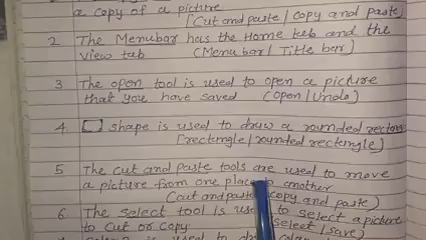 a copy of a picture
[Cut and paste / Copy and paste]
2 The Menubar has the Home teb and the
view tab (Menu bar / Title bar)
3 The open tool is used to open a picture
that you have saved (Open / Undo)
4. shape is used to draw a rounded rectang
[rectengle / rounded rectengle)
5 The cut and paste tools are used to move
a picture from one place to another
(cut and paste copy and paste)
6. The select tool is used to select a picture
to cut or copy. (select / save)